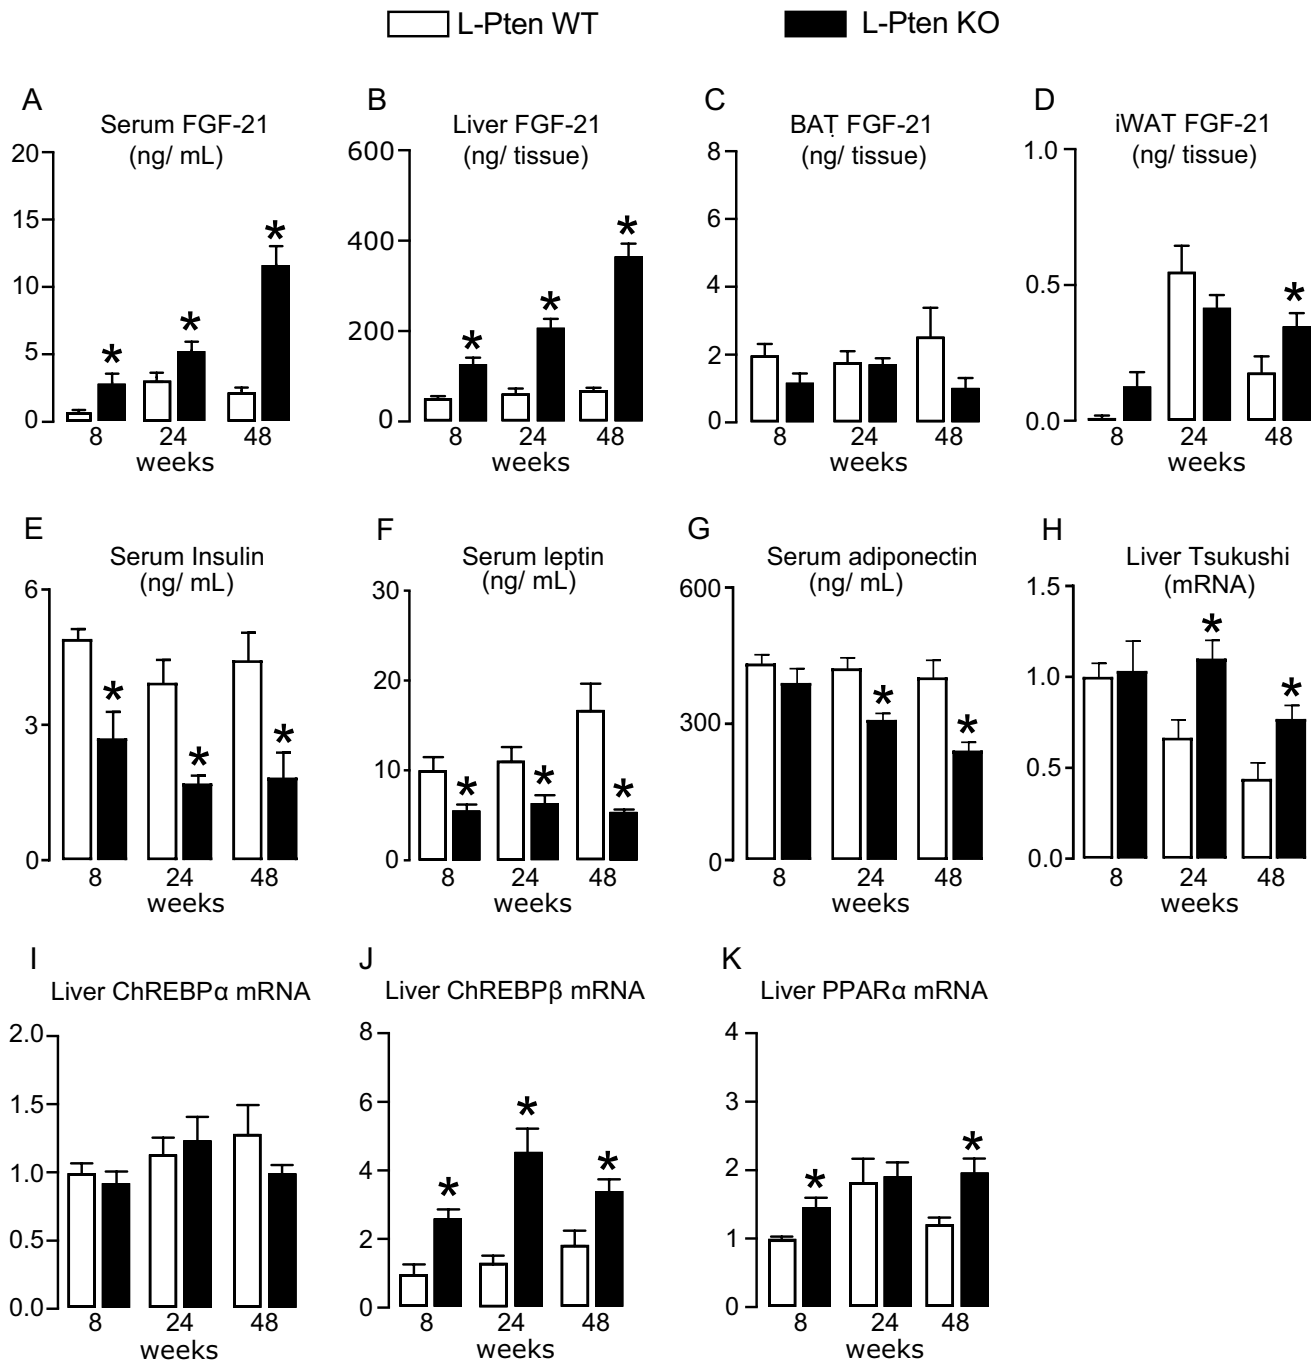 L-Pten WT
L-Pten KO
A
Serum FGF-21
(ng/ mL)
20
15
10
5
0
*
*
*
8
24
48
weeks
B
Liver FGF-21
(ng/ tissue)
600
400
200
0
*
*
*
8
24
48
weeks
C
BAT FGF-21
(ng/ tissue)
8
6
4
2
0
8
24
48
weeks
D
iWAT FGF-21
(ng/ tissue)
1.0
0.5
0.0
*
8
24
48
weeks
E
Serum Insulin
(ng/ mL)
6
3
0
*
*
*
8
24
48
weeks
F
Serum leptin
(ng/ mL)
30
20
10
0
*
*
*
8
24
48
weeks
G
Serum adiponectin
(ng/ mL)
600
300
0
*
*
8
24
48
weeks
H
Liver Tsukushi
(mRNA)
1.5
1.0
0.5
0.0
*
*
8
24
48
weeks
I
Liver ChREBPα mRNA
2.0
1.5
1.0
0.5
0.0
8
24
48
weeks
J
Liver ChREBPβ mRNA
8
6
4
2
0
*
*
*
8
24
48
weeks
K
Liver PPARα mRNA
4
3
2
1
0
*
*
8
24
48
weeks